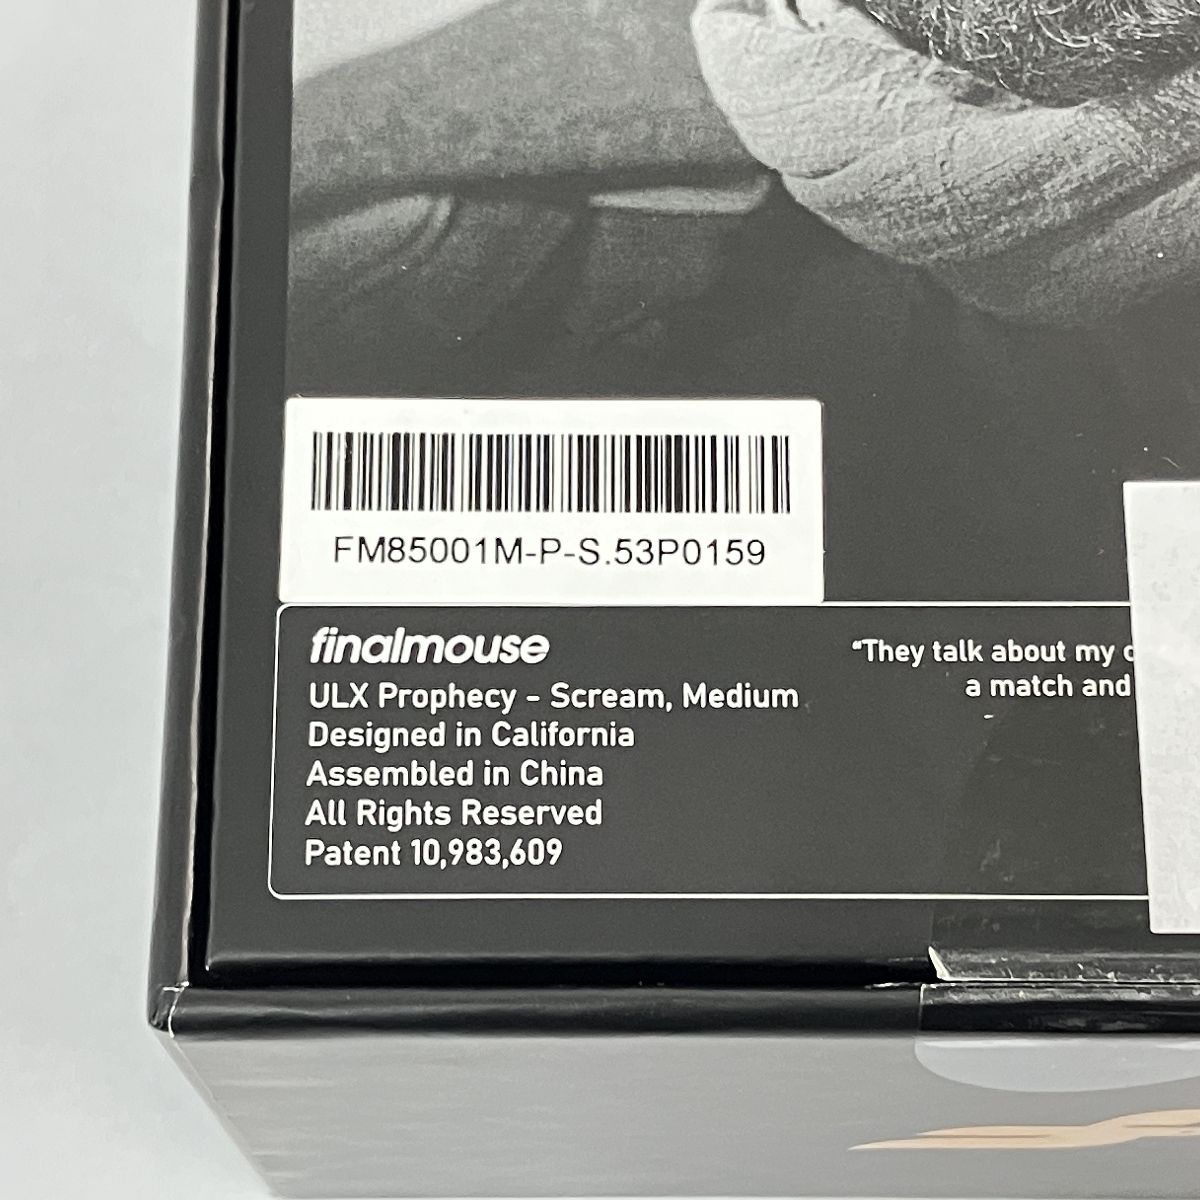 FM85001M-P-S.53P0159
finalmouse
ULX Prophecy - Scream, Medium
Designed in California
Assembled in China
All Rights Reserved
Patent 10,983,609
“They talk about my
a match and